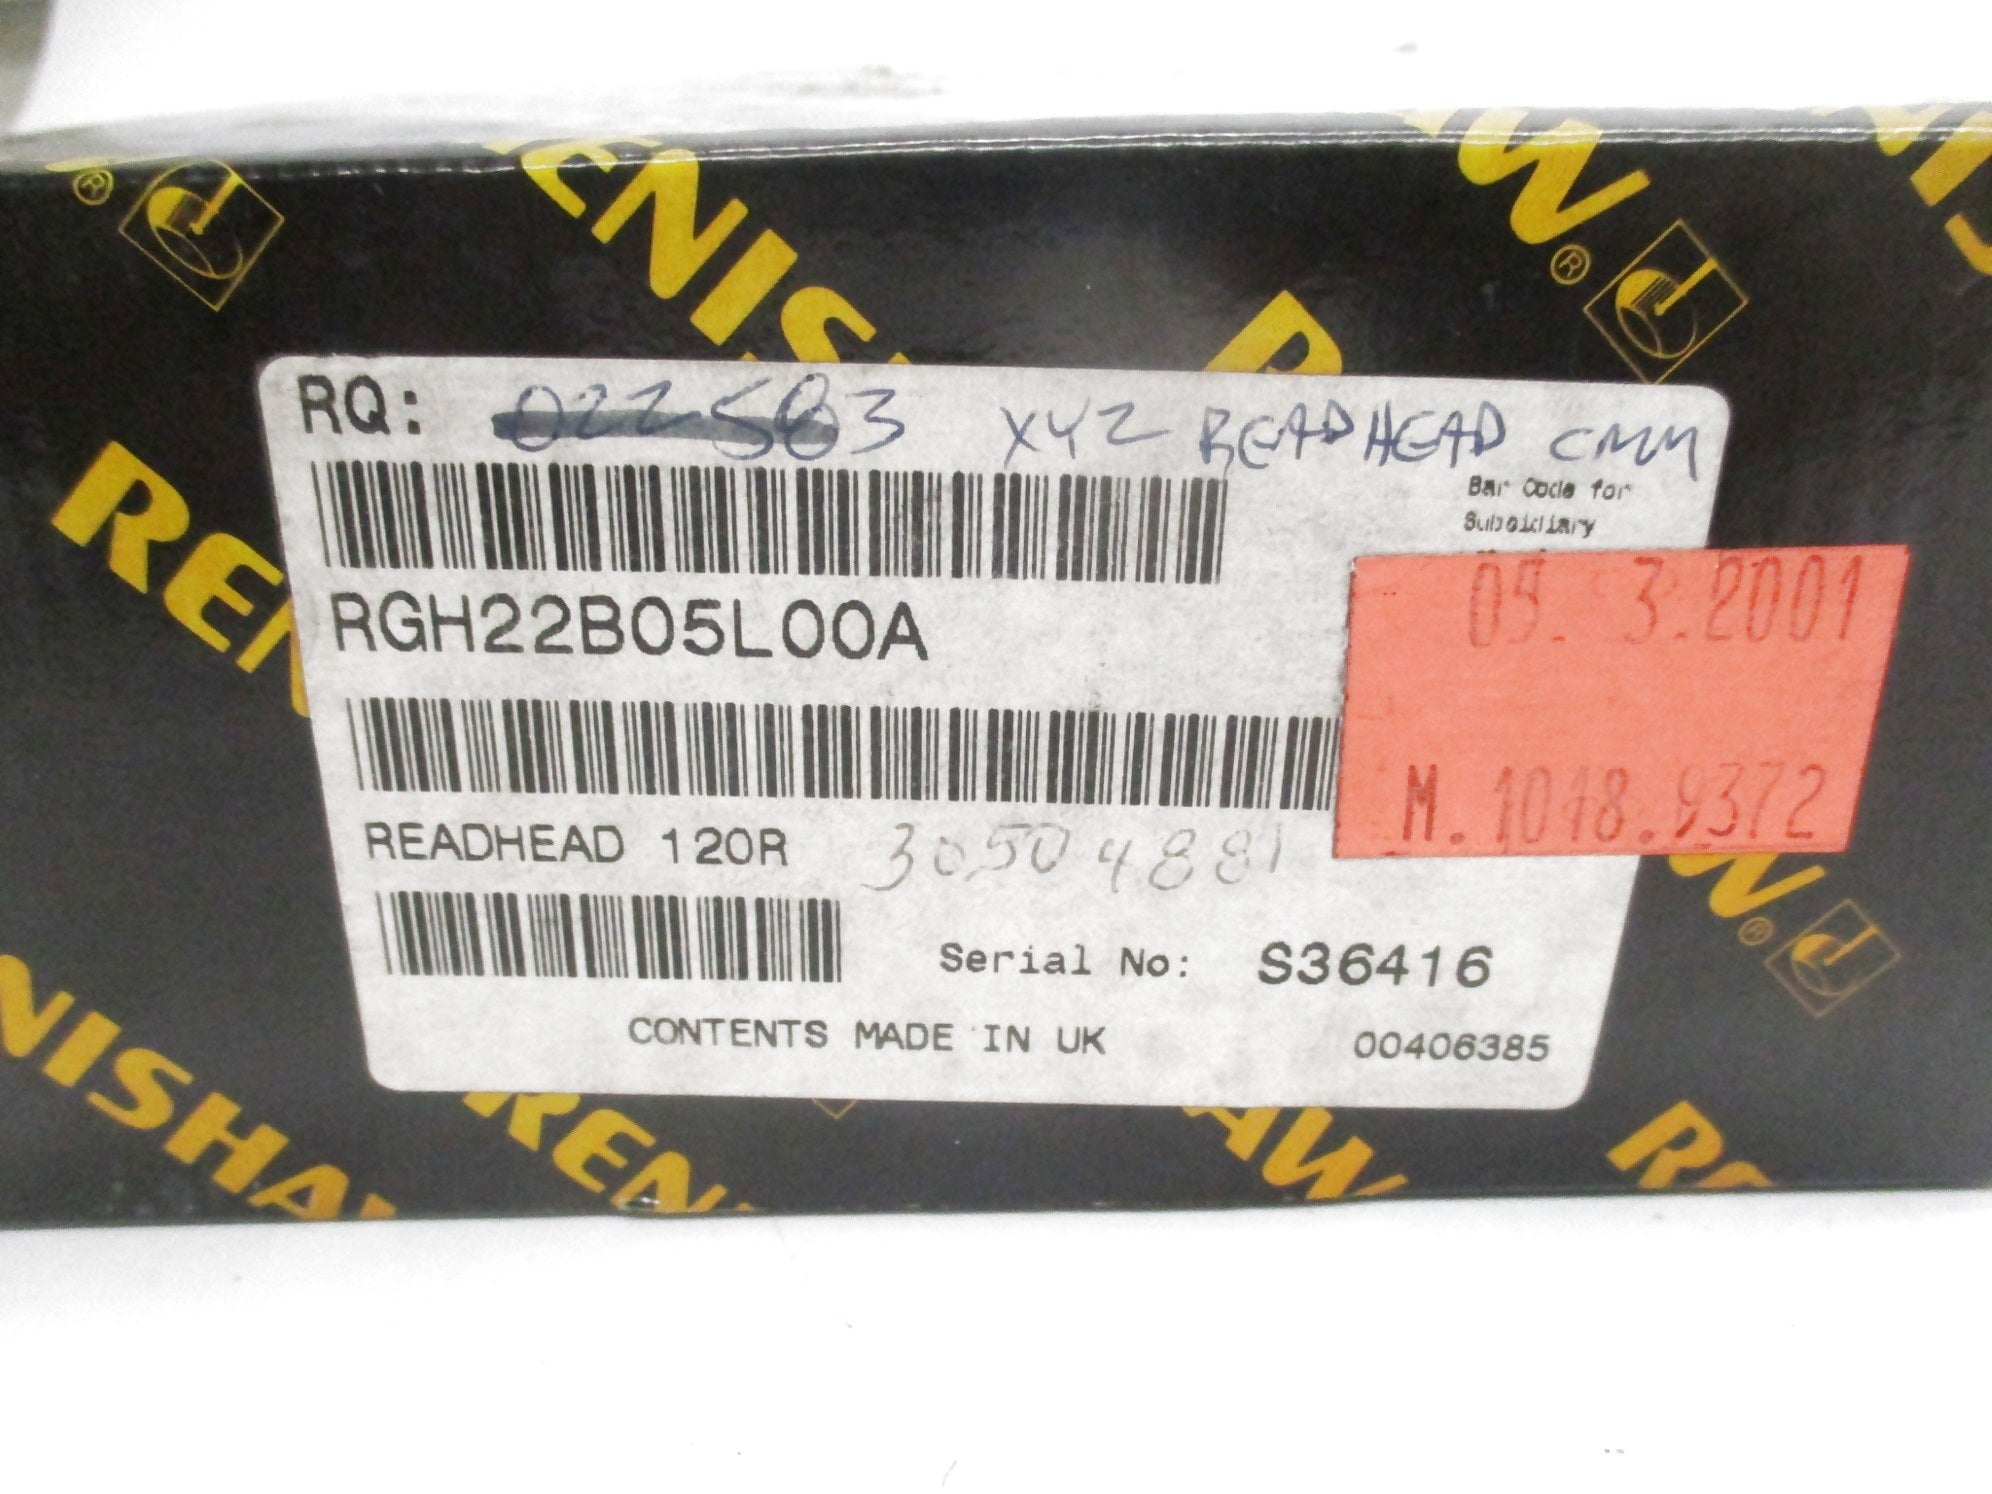 RENISHAW.®
RQ: 022583 XYZ READHEAD CMM
Bar Code for
Subsidiary
RGH22B05L00A
05. 3.2001
M. 1018.9372
READHEAD 120R 30504881
Serial No: S36416
CONTENTS MADE IN UK 00406385